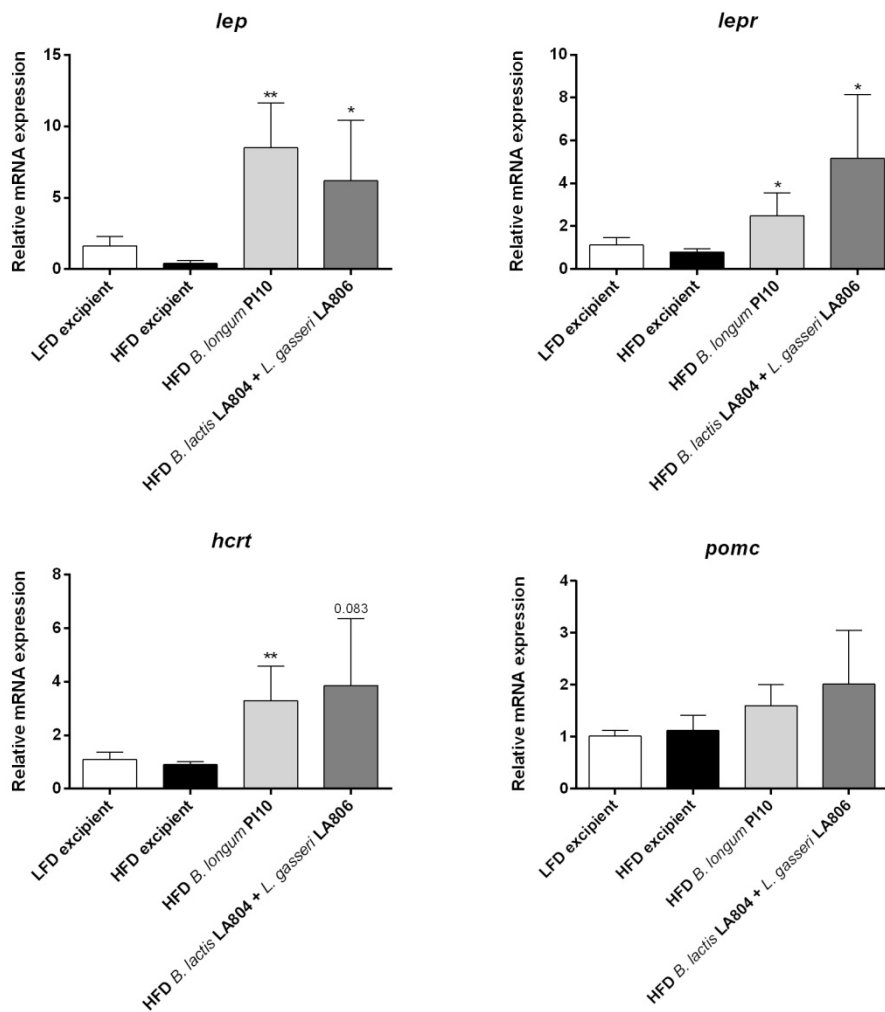 lep
Relative mRNA expression
15
10
5
0
LFD excipient
HFD excipient
HFD B. longum PI10
HFD B. lactis LA804 + L. gasseri LA806
**
*
lepr
Relative mRNA expression
10
8
6
4
2
0
LFD excipient
HFD excipient
HFD B. longum PI10
HFD B. lactis LA804 + L. gasseri LA806
*
*
hcrt
Relative mRNA expression
8
6
4
2
0
LFD excipient
HFD excipient
HFD B. longum PI10
HFD B. lactis LA804 + L. gasseri LA806
**
0.083
pomc
Relative mRNA expression
4
3
2
1
0
LFD excipient
HFD excipient
HFD B. longum PI10
HFD B. lactis LA804 + L. gasseri LA806